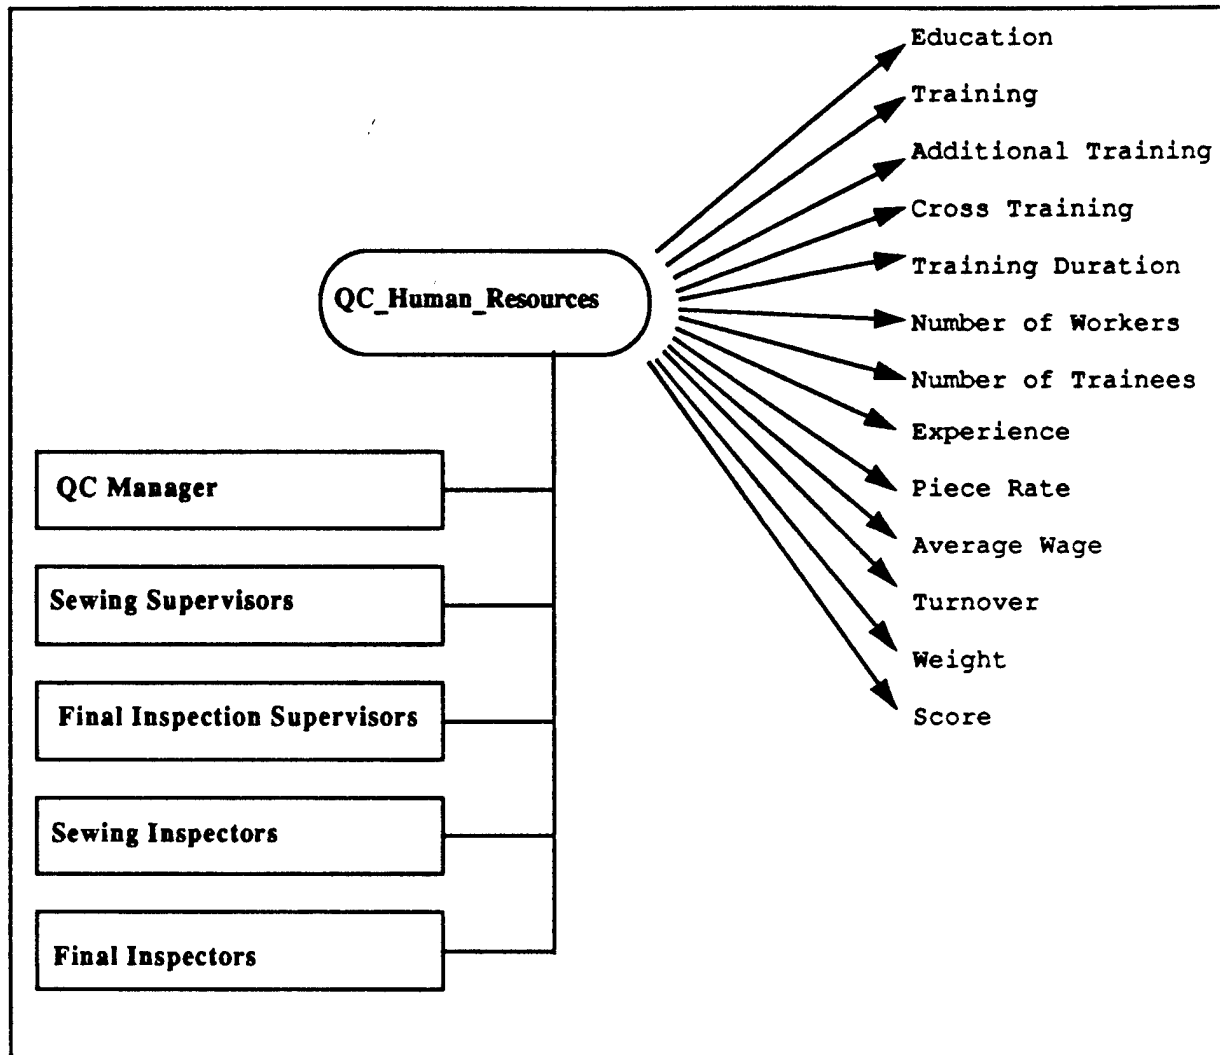 Education
Training
Additional Training
Cross Training
Training Duration
Number of Workers
Number of Trainees
Experience
Piece Rate
Average Wage
Turnover
Weight
Score
QC_Human_Resources
QC Manager
Sewing Supervisors
Final Inspection Supervisors
Sewing Inspectors
Final Inspectors